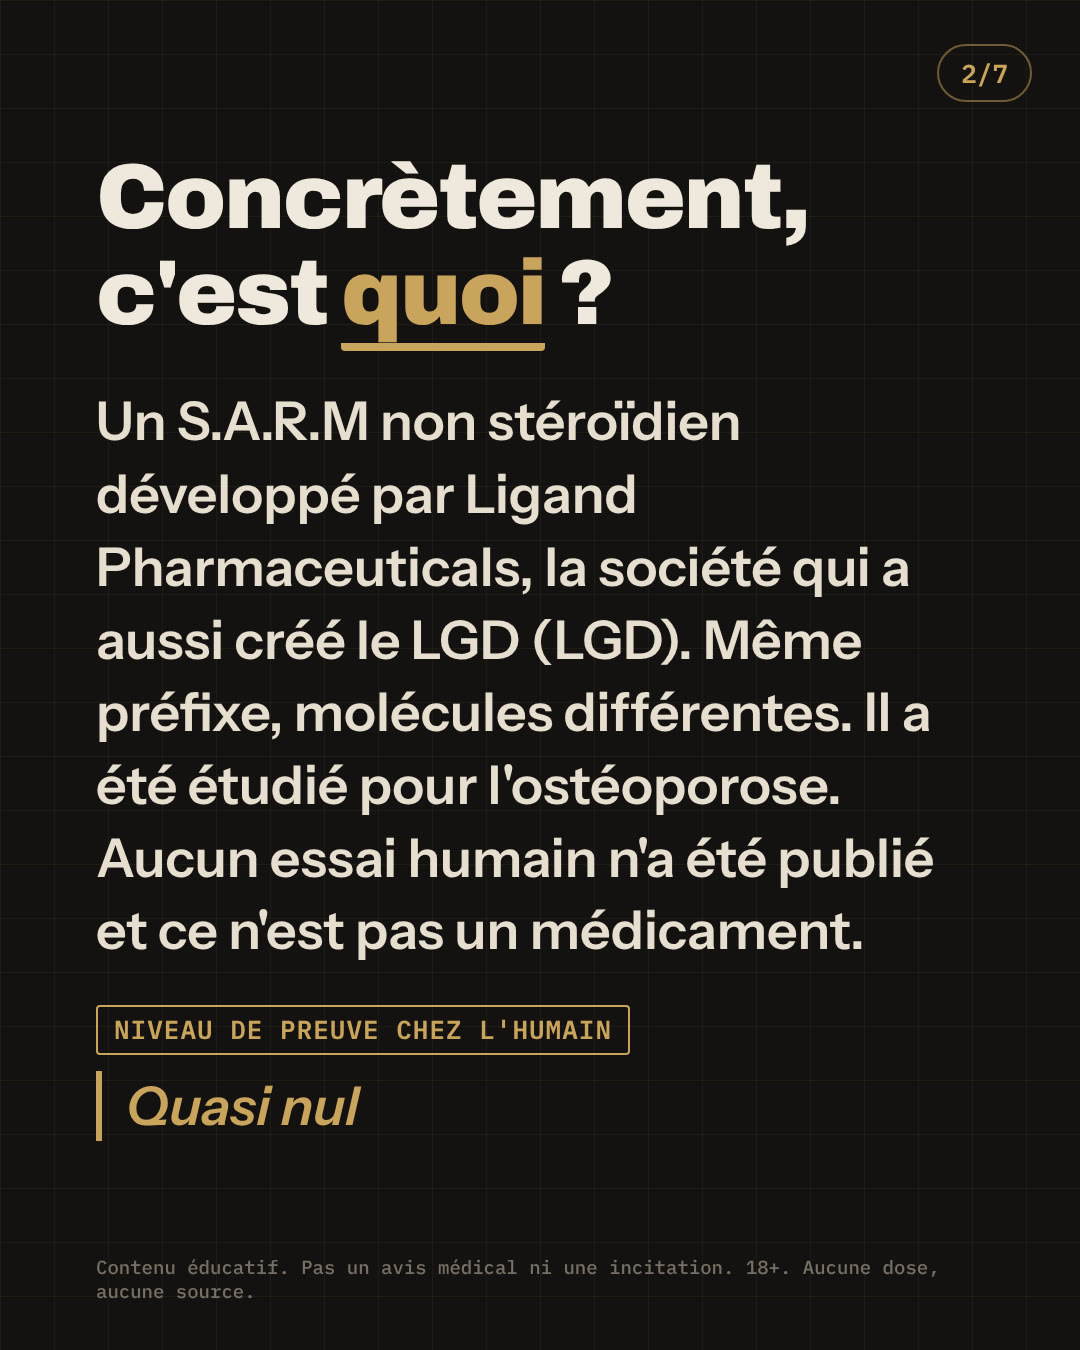 2/7
Concrètement,
c'est quoi ?
Un S.A.R.M non stéroïdien
développé par Ligand
Pharmaceuticals, la société qui a
aussi créé le LGD (LGD). Même
préfixe, molécules différentes. Il a
été étudié pour l'ostéoporose.
Aucun essai humain n'a été publié
et ce n'est pas un médicament.
NIVEAU DE PREUVE CHEZ L'HUMAIN
Quasi nul
Contenu éducatif. Pas un avis médical ni une incitation. 18+. Aucune dose,
aucune source.